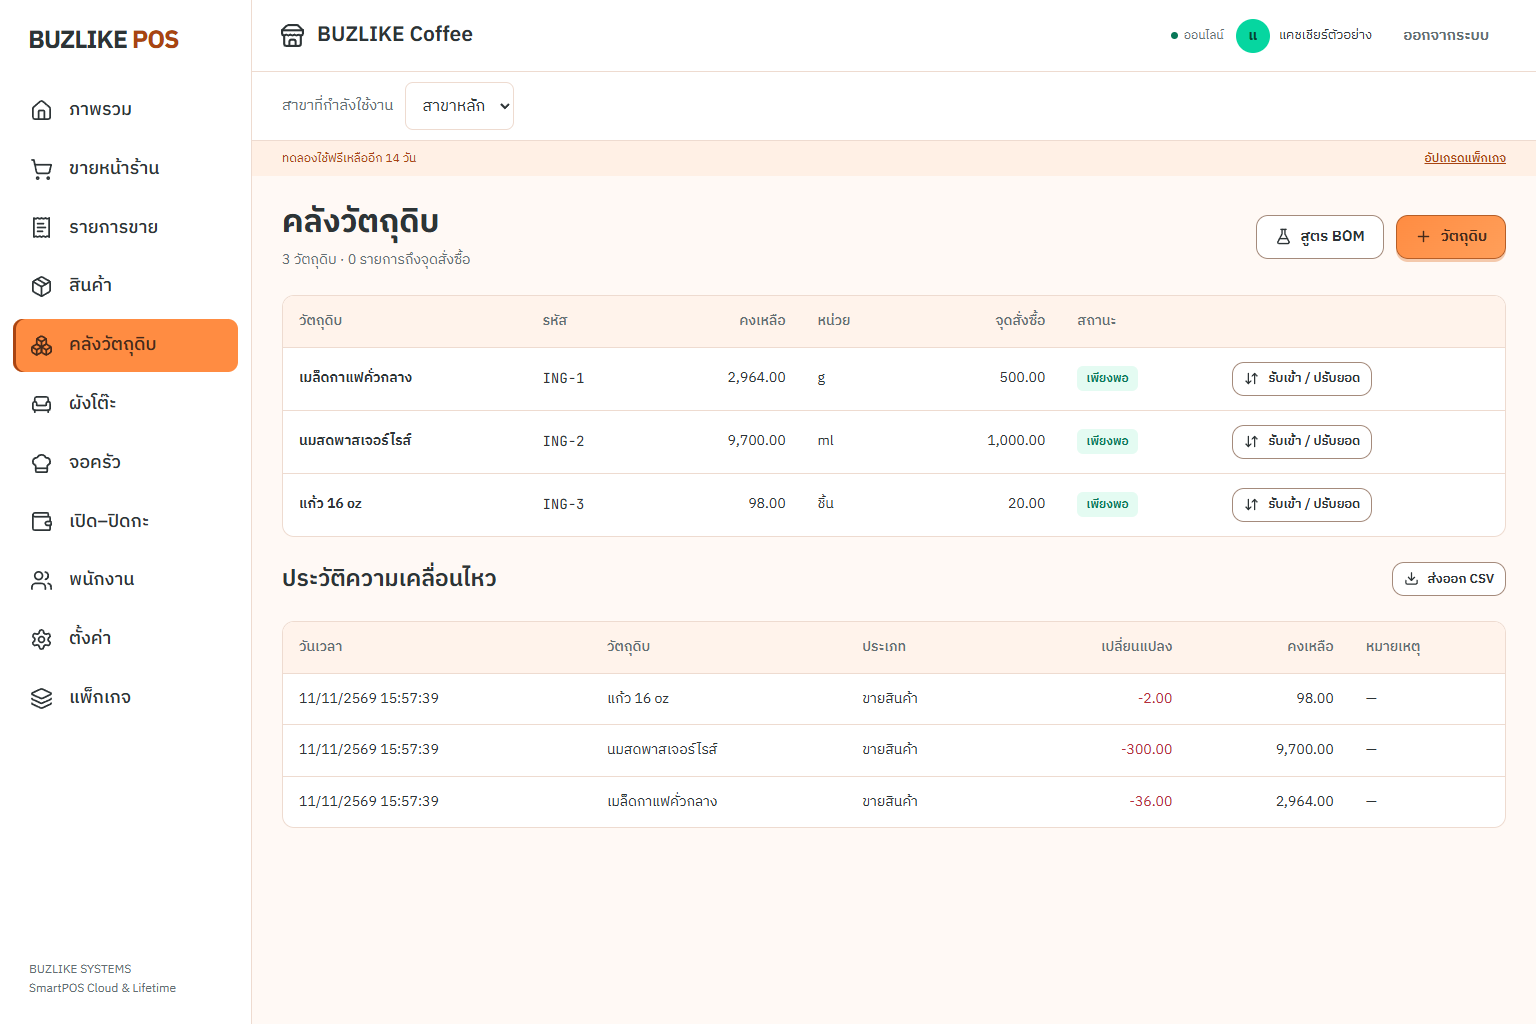 BUZLIKE POS
ภาพรวม
ขายหน้าร้าน
รายการขาย
สินค้า
คลังวัตถุดิบ
ผังโต๊ะ
จอครัว
เปิด–ปิดกะ
พนักงาน
ตั้งค่า
แพ็กเกจ
BUZLIKE SYSTEMS
SmartPOS Cloud & Lifetime
BUZLIKE Coffee
ออนไลน์
แ
แคชเชียร์ตัวอย่าง
ออกจากระบบ
สาขาที่กำลังใช้งาน สาขาหลัก
ทดลองใช้ฟรีเหลืออีก 14 วัน อัปเกรดแพ็กเกจ
คลังวัตถุดิบ
3 วัตถุดิบ · 0 รายการถึงจุดสั่งซื้อ
สูตร BOM
วัตถุดิบ
วัตถุดิบ รหัส คงเหลือ หน่วย จุดสั่งซื้อ สถานะ
เมล็ดกาแฟคั่วกลาง ING-1 2,964.00 g 500.00 เพียงพอ รับเข้า / ปรับยอด
นมสดพาสเจอร์ไรส์ ING-2 9,700.00 ml 1,000.00 เพียงพอ รับเข้า / ปรับยอด
แก้ว 16 oz ING-3 98.00 ชิ้น 20.00 เพียงพอ รับเข้า / ปรับยอด
ประวัติความเคลื่อนไหว ส่งออก CSV
วันเวลา วัตถุดิบ ประเภท เปลี่ยนแปลง คงเหลือ หมายเหตุ
11/11/2569 15:57:39 แก้ว 16 oz ขายสินค้า -2.00 98.00 —
11/11/2569 15:57:39 นมสดพาสเจอร์ไรส์ ขายสินค้า -300.00 9,700.00 —
11/11/2569 15:57:39 เมล็ดกาแฟคั่วกลาง ขายสินค้า -36.00 2,964.00 —